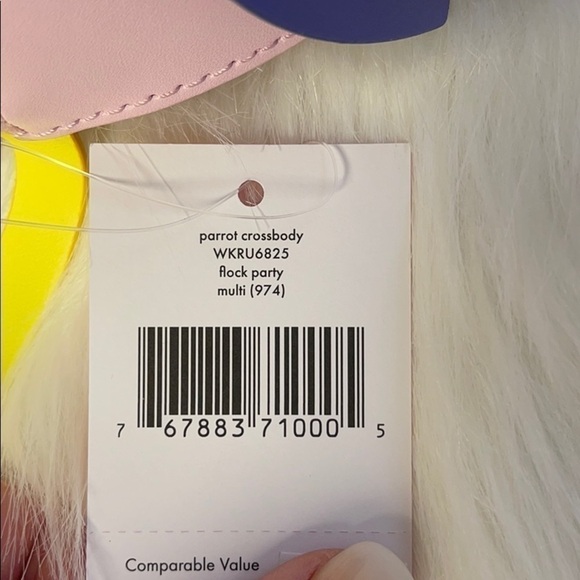 parrot crossbody
WKRU6825
flock party
multi (974)
7 67883 71000 5
Comparable Value